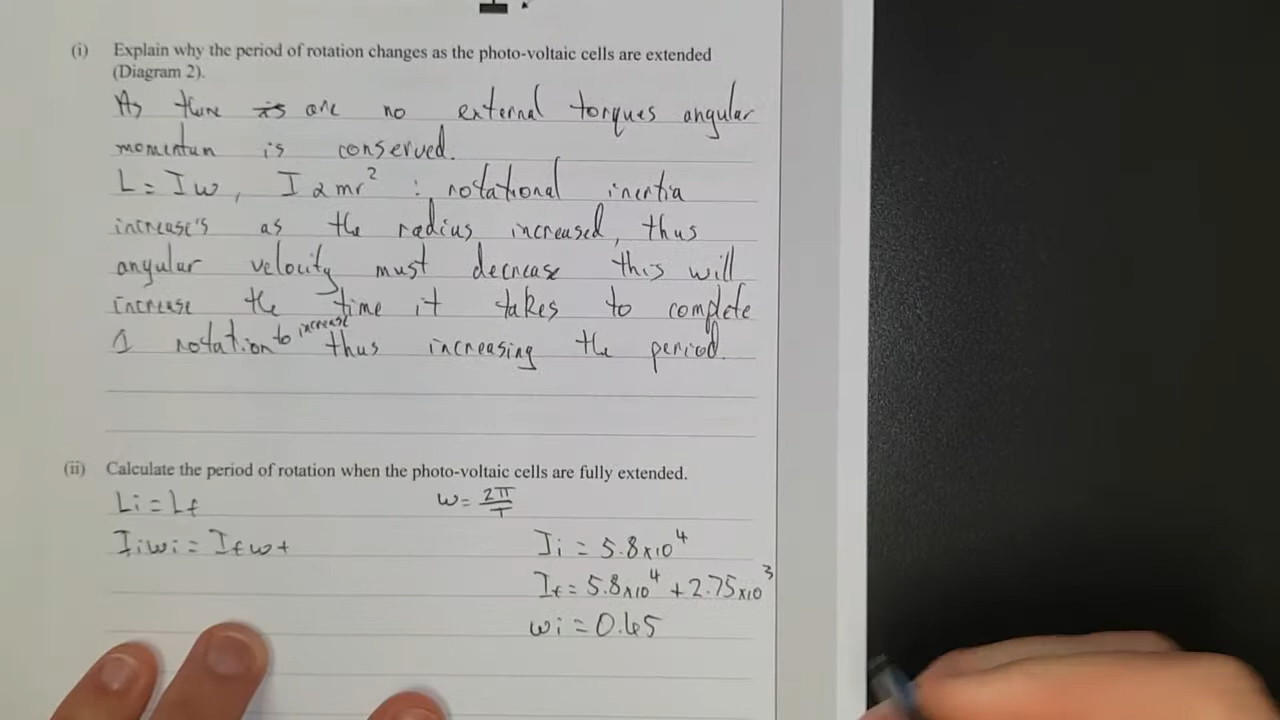 (i) Explain why the period of rotation changes as the photo-voltaic cells are extended
(Diagram 2).
As there is are no external torques angular
momentum is conserved.
L = Iω, I α mr² : rotational inertia
increase's as the radius increased, thus
angular velocity must decrease this will
increase the time it takes to complete
1 rotation to increase thus increasing the period.
(ii) Calculate the period of rotation when the photo-voltaic cells are fully extended.
Li = Lf
ω = 2π/T
Iiωi = Ifωf
Ii = 5.8×10⁴
If = 5.8×10⁴ + 2.75×10³
ωi = 0.65